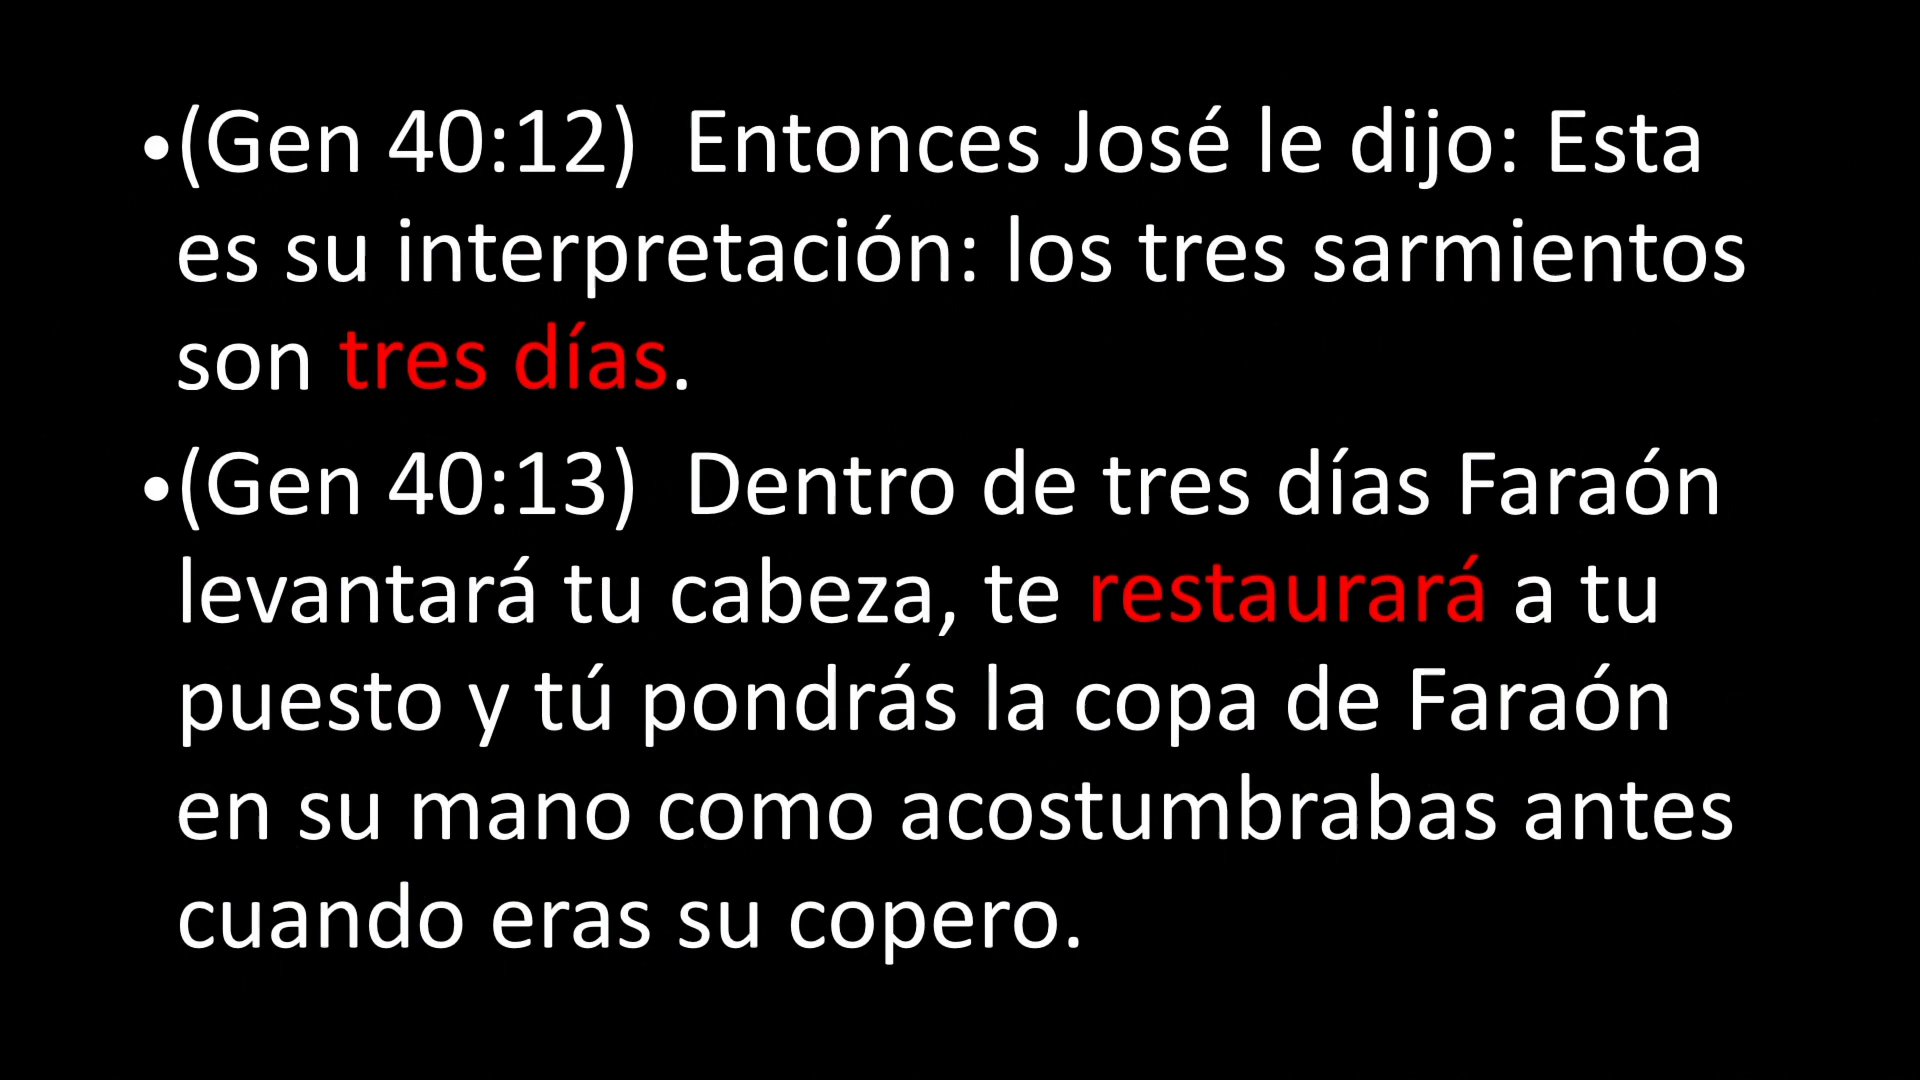 •(Gen 40:12)  Entonces José le dijo: Esta
es su interpretación: los tres sarmientos
son tres días.
•(Gen 40:13)  Dentro de tres días Faraón
levantará tu cabeza, te restaurará a tu
puesto y tú pondrás la copa de Faraón
en su mano como acostumbrabas antes
cuando eras su copero.